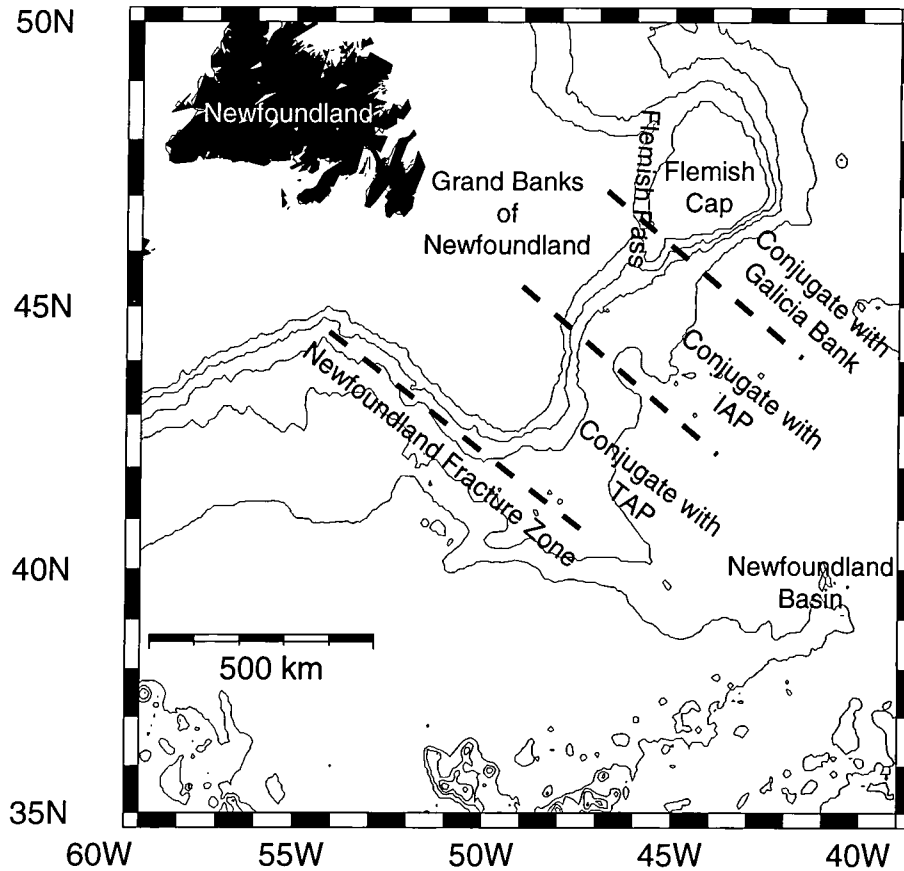 50N
45N
40N
35N
60W
55W
50W
45W
40W
Newfoundland
Grand Banks
of
Newfoundland
Flemish Pass
Flemish
Cap
Conjugate with
Galicia Bank
Conjugate with
IAP
Conjugate with
TAP
Newfoundland Fracture Zone
Newfoundland
Basin
500 km